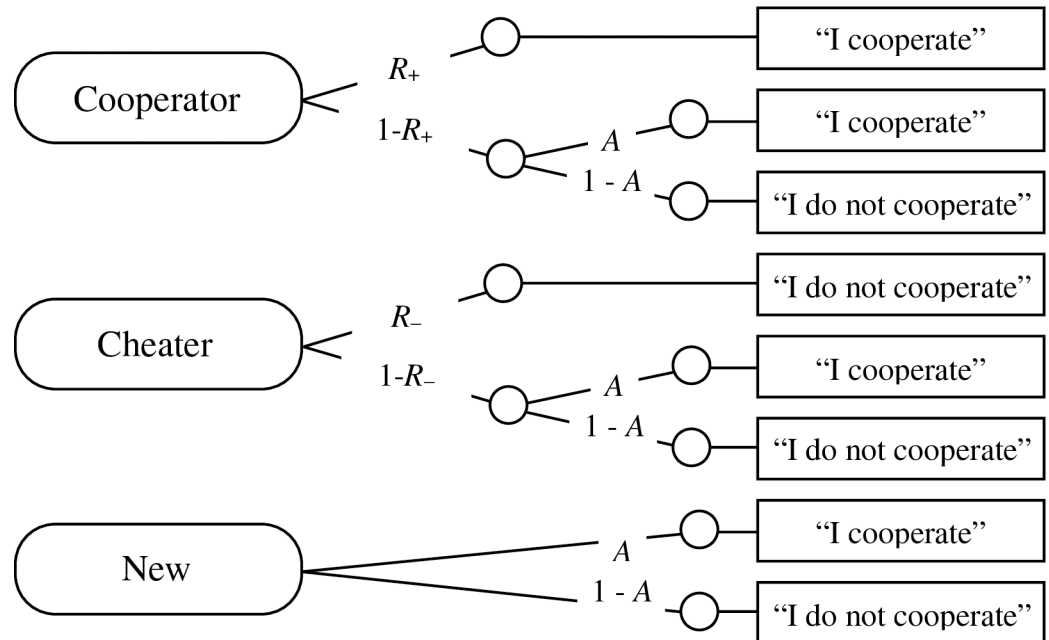 “I cooperate”
R+
Cooperator
“I cooperate”
1-R+
A
1 - A
“I do not cooperate”
“I do not cooperate”
R–
Cheater
“I cooperate”
1-R–
A
1 - A
“I do not cooperate”
“I cooperate”
A
New
1 - A
“I do not cooperate”